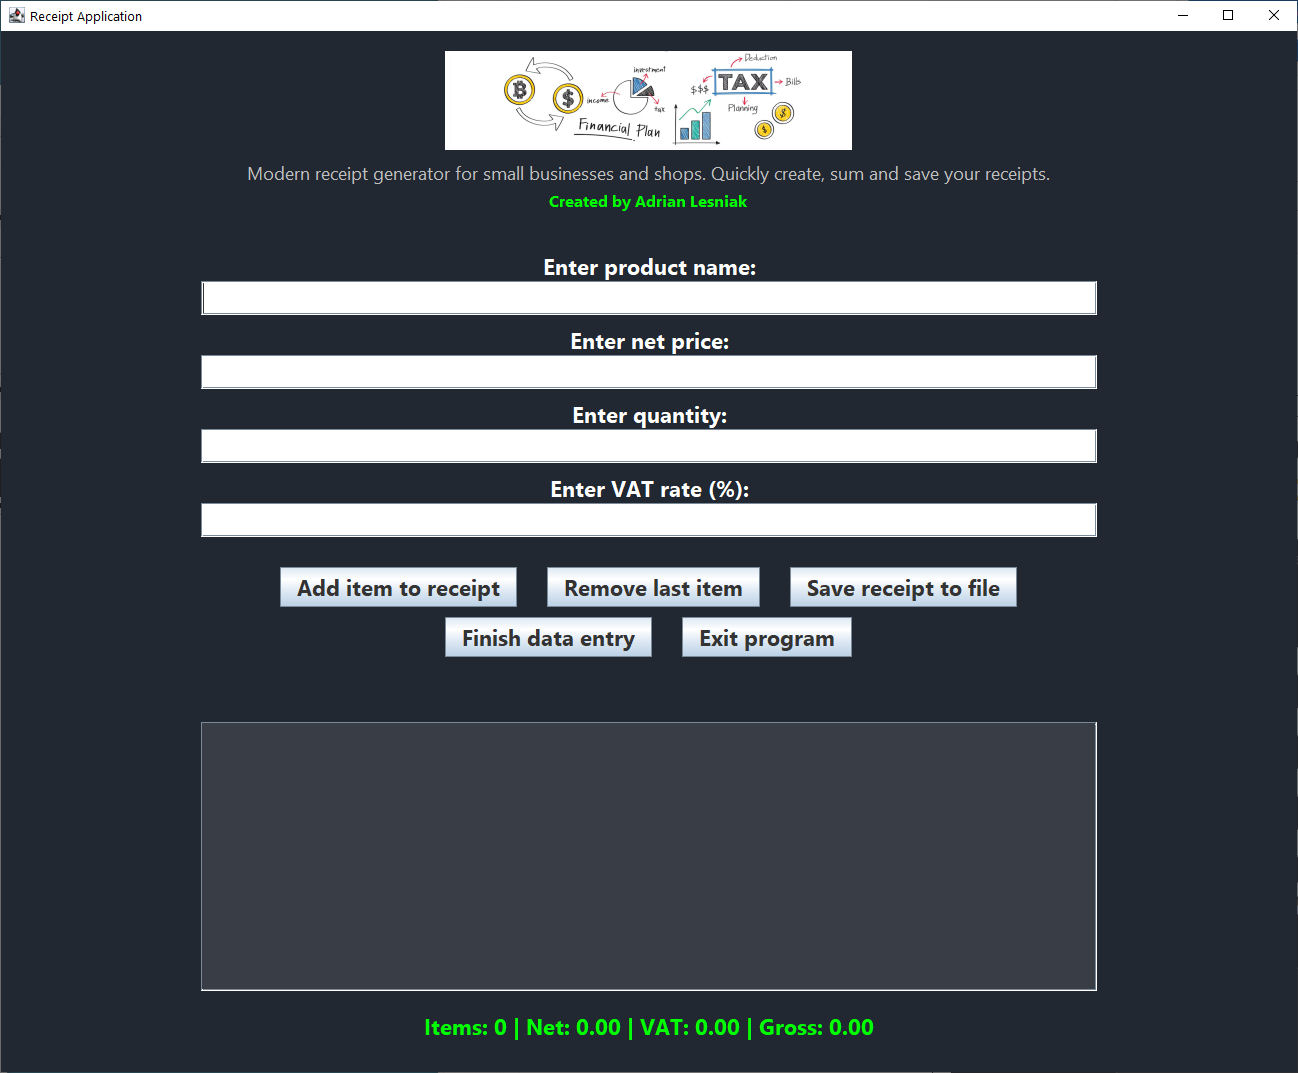 Receipt Application
Deduction
investment
TAX
Bills
$$$
income
tax
Planning
Financial Plan
Modern receipt generator for small businesses and shops. Quickly create, sum and save your receipts.
Created by Adrian Lesniak
Enter product name:
Enter net price:
Enter quantity:
Enter VAT rate (%):
Add item to receipt Remove last item Save receipt to file
Finish data entry Exit program
Items: 0 | Net: 0.00 | VAT: 0.00 | Gross: 0.00